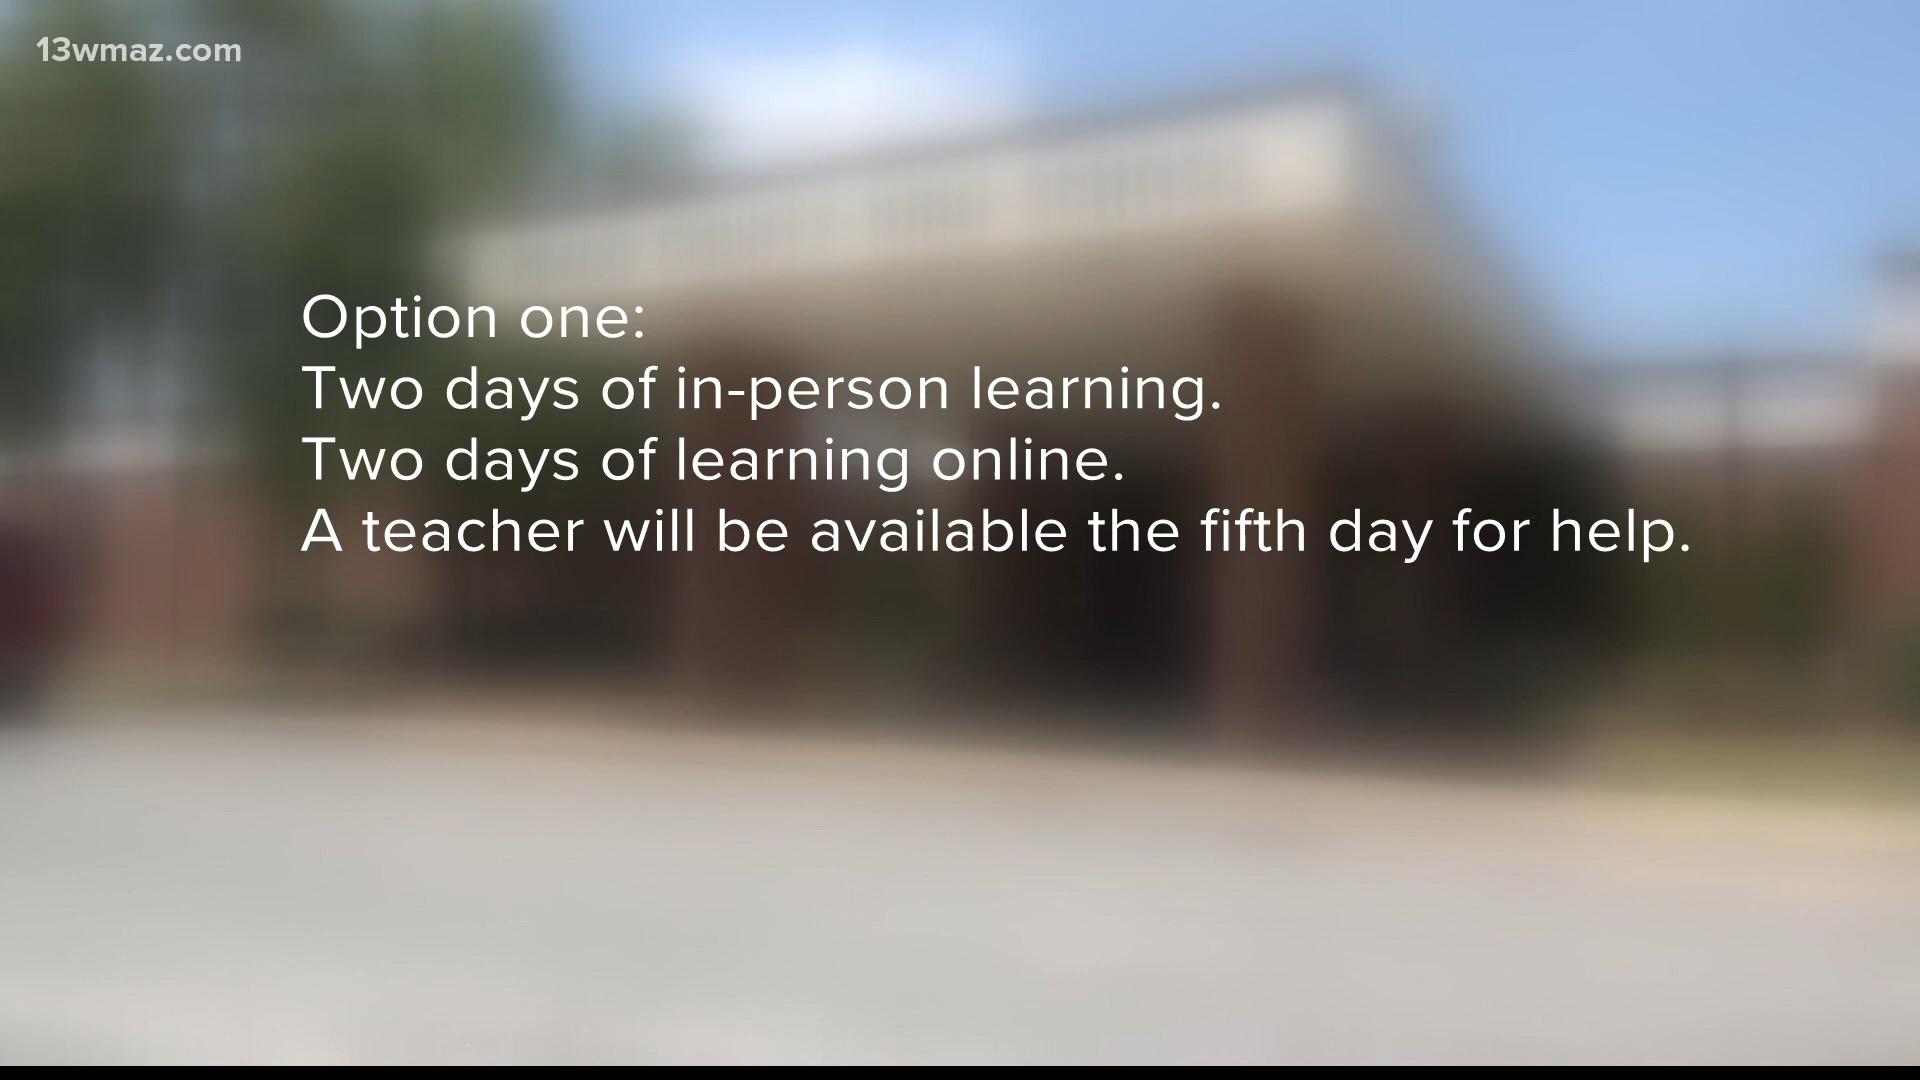 13wmaz.com
Option one:
Two days of in-person learning.
Two days of learning online.
A teacher will be available the fifth day for help.